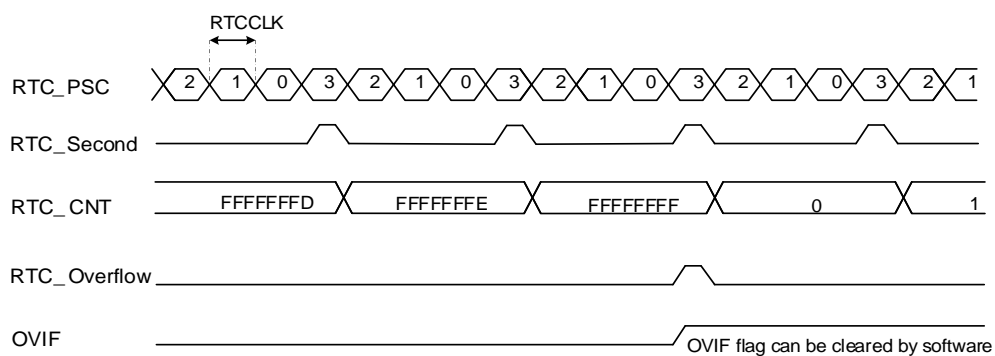 RTCCLK
RTC_PSC 2 1 0 3 2 1 0 3 2 1 0 3 2 1 0 3 2 1
RTC_Second
RTC_CNT FFFFFFFD FFFFFFFE FFFFFFFF 0 1
RTC_Overflow
OVIF OVIF flag can be cleared by software